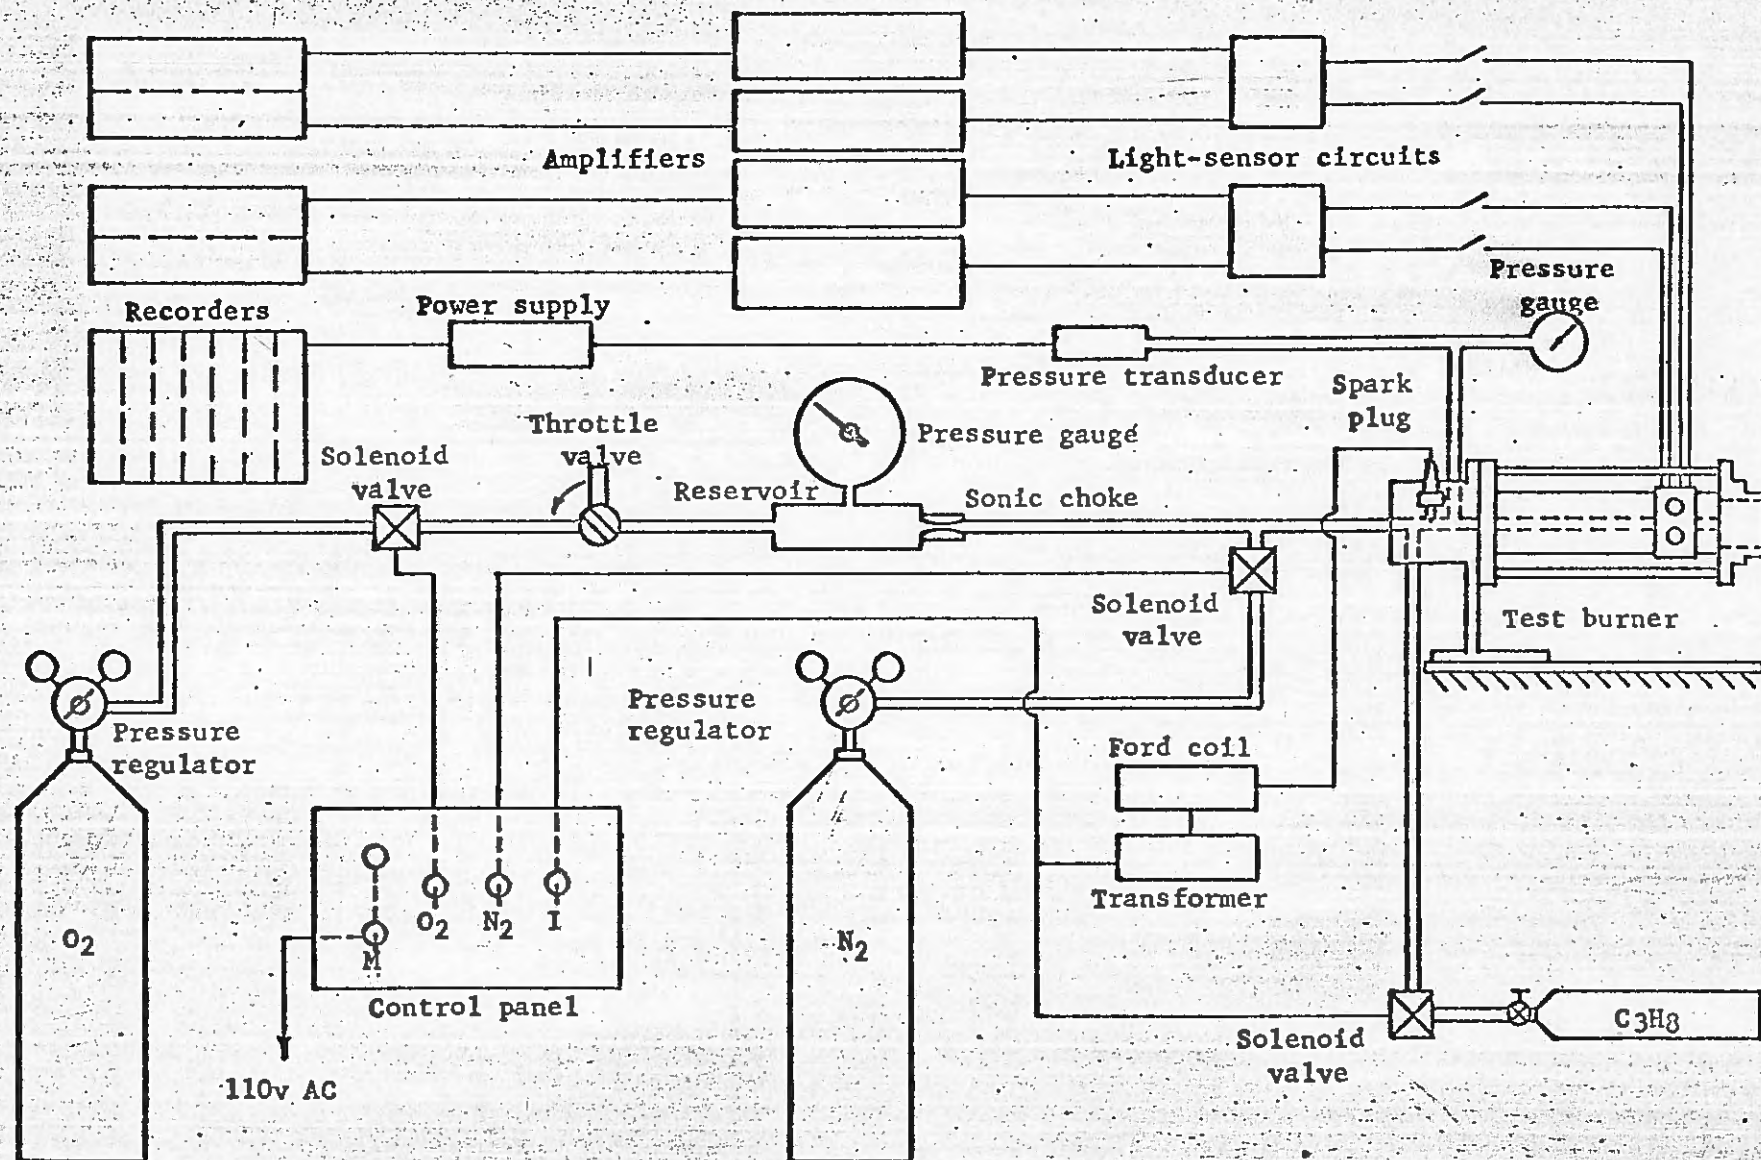 Amplifiers
Light-sensor circuits
Recorders
Power supply
Pressure
gauge
Pressure transducer
Spark
plug
Throttle
valve
Pressure gauge
Solenoid
valve
Reservoir
Sonic choke
Solenoid
valve
Test burner
Pressure
regulator
Pressure
regulator
Ford coil
Transformer
O2
N2
I
M
Control panel
110v AC
O2
N2
C3H8
Solenoid
valve